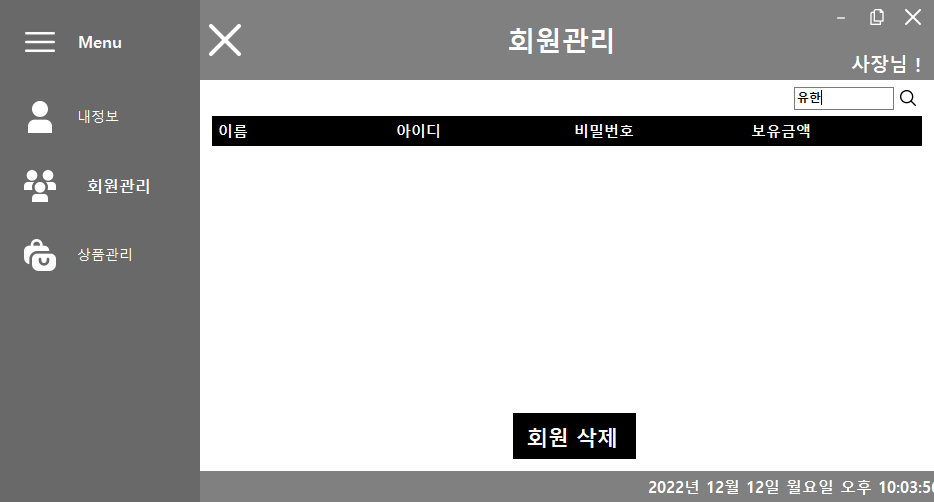 Menu
내정보
회원관리
상품관리
회원관리
사장님 !
유한
이름 아이디 비밀번호 보유금액
회원 삭제
2022년 12월 12일 월요일 오후 10:03:56